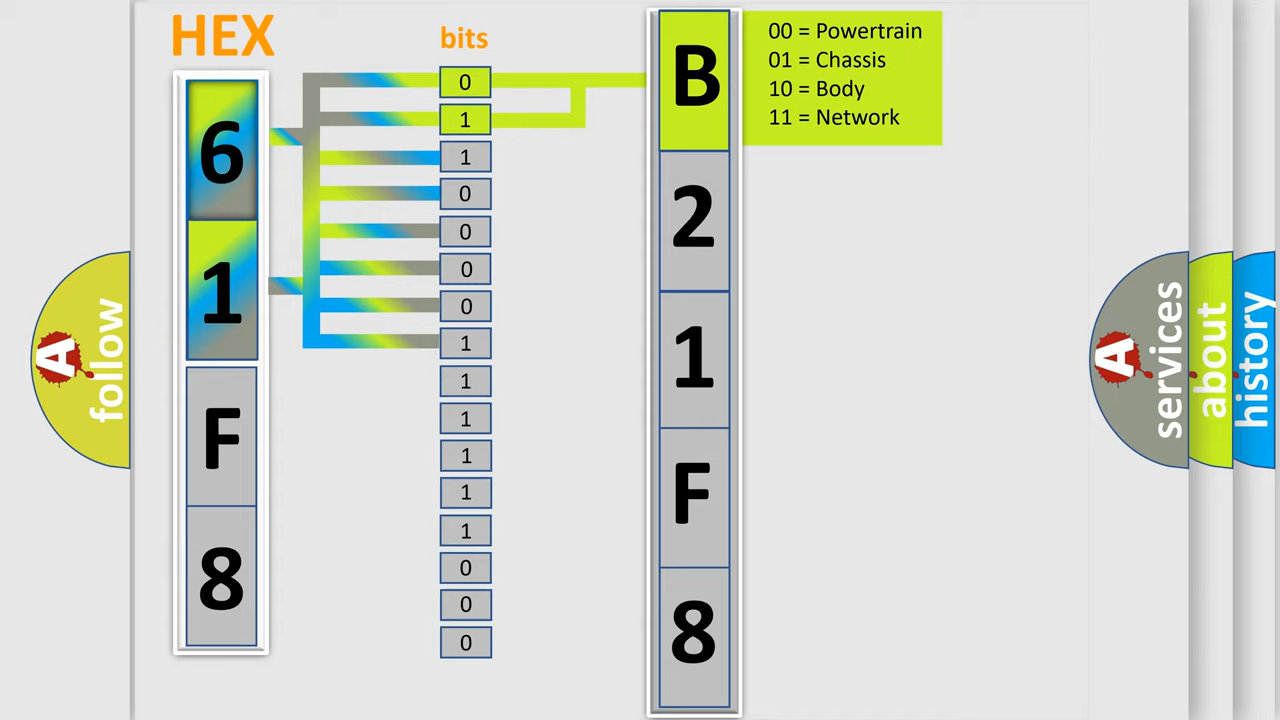 HEX
bits
6
1
F
8
0
1
1
0
0
0
0
1
1
1
1
1
1
0
0
0
B
2
1
F
8
00 = Powertrain
01 = Chassis
10 = Body
11 = Network
A
follow
A
services
about
history